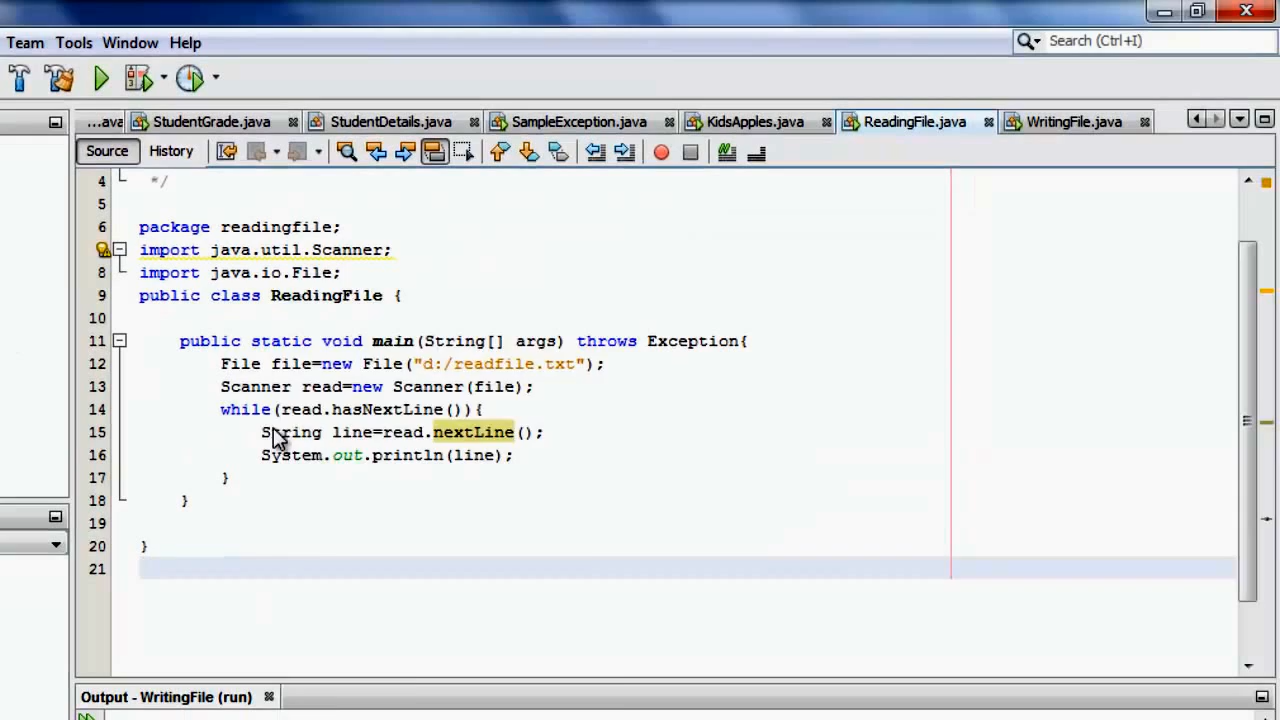 Team Tools Window Help
Search (Ctrl+I)
...ava StudentGrade.java StudentDetails.java SampleException.java KidsApples.java ReadingFile.java WritingFile.java
Source History
4 */
5
6 package readingfile;
import java.util.Scanner;
8 import java.io.File;
9 public class ReadingFile {
10
11 public static void main(String[] args) throws Exception{
12 File file=new File("d:/readfile.txt");
13 Scanner read=new Scanner(file);
14 while(read.hasNextLine()){
15 String line=read.nextLine();
16 System.out.println(line);
17 }
18 }
19
20 }
21
Output - WritingFile (run)